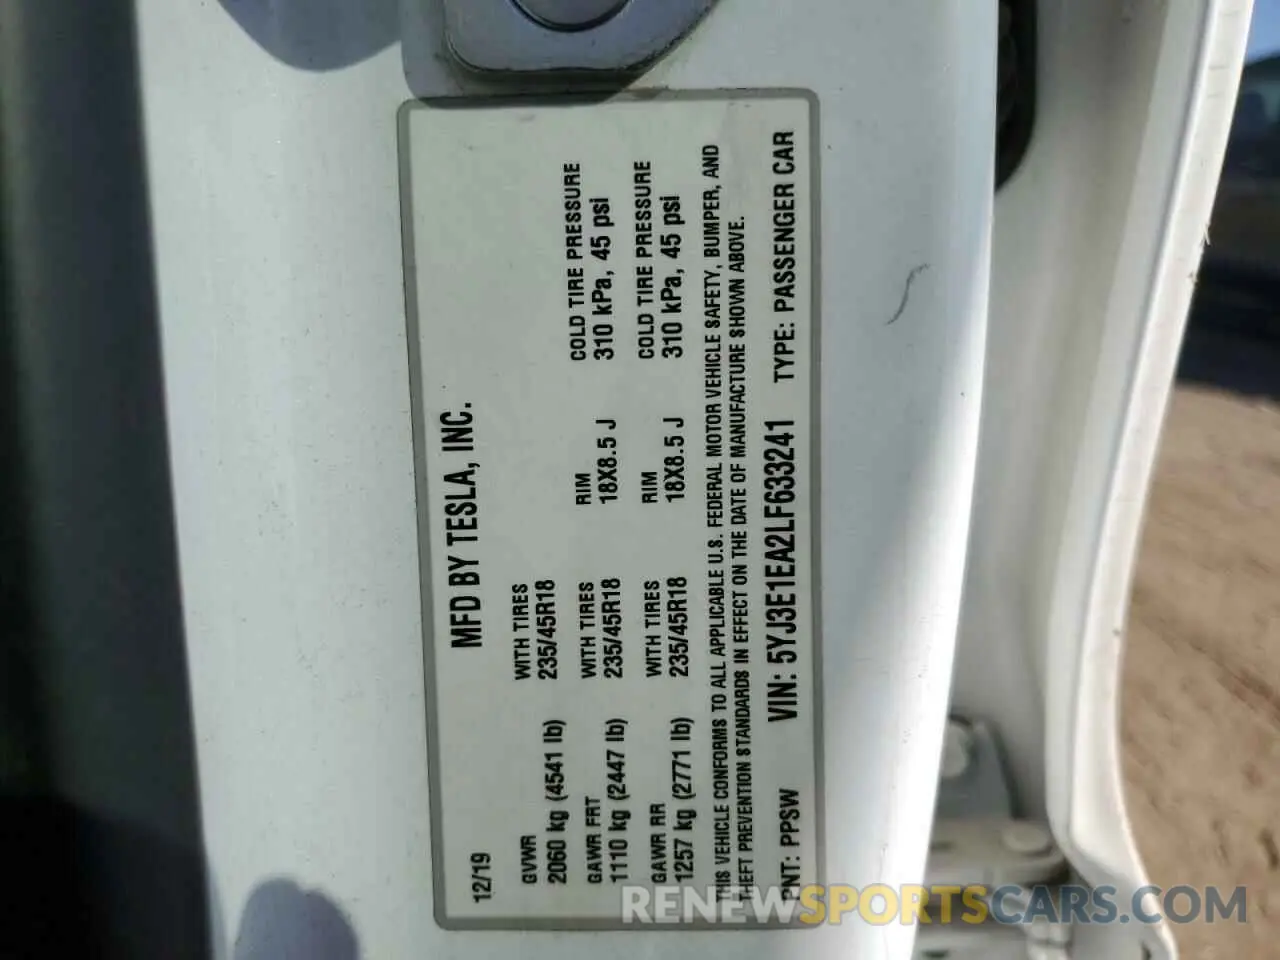 MFD BY TESLA, INC.
12/19
GVWR
2060 kg (4541 lb)
WITH TIRES
235/45R18
GAWR FRT
1110 kg (2447 lb)
WITH TIRES
235/45R18
RIM
18X8.5 J
COLD TIRE PRESSURE
310 kPa, 45 psi
GAWR RR
1257 kg (2771 lb)
WITH TIRES
235/45R18
RIM
18X8.5 J
COLD TIRE PRESSURE
310 kPa, 45 psi
THIS VEHICLE CONFORMS TO ALL APPLICABLE U.S. FEDERAL MOTOR VEHICLE SAFETY, BUMPER, AND
THEFT PREVENTION STANDARDS IN EFFECT ON THE DATE OF MANUFACTURE SHOWN ABOVE.
PNT: PPSW VIN: 5YJ3E1EA2LF633241 TYPE: PASSENGER CAR
RENEWSPORTSCARS.COM